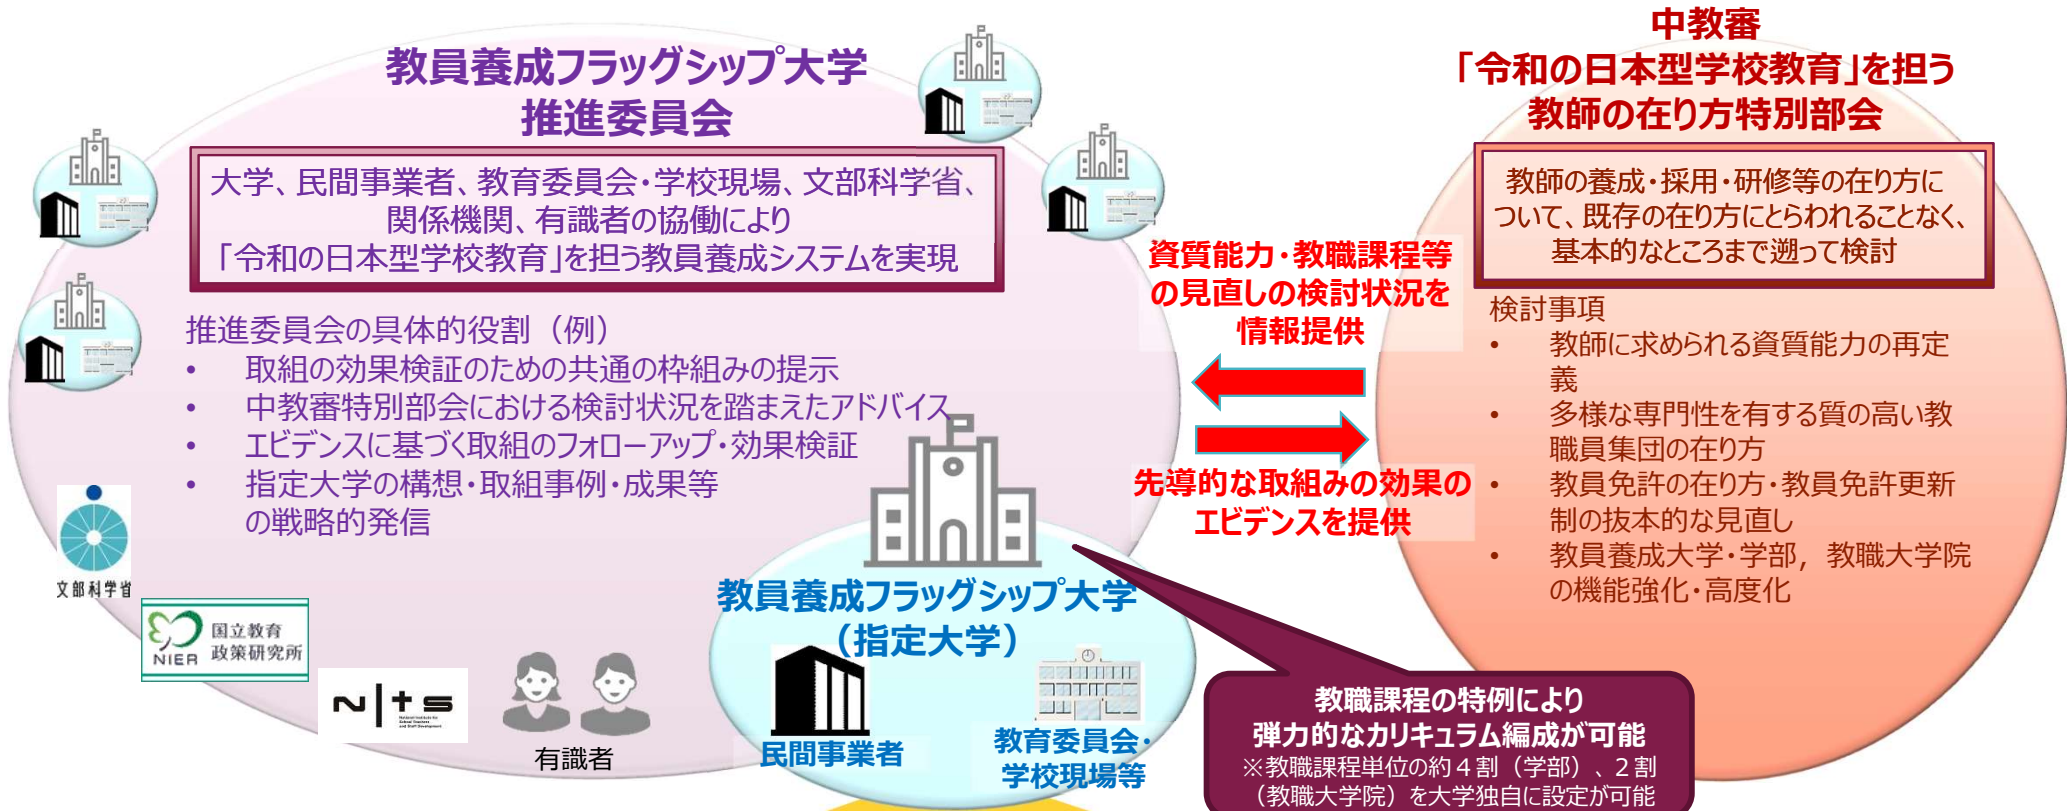 教員養成フラッグシップ大学
推進委員会
大学、民間事業者、教育委員会・学校現場、文部科学省、
関係機関、有識者の協働により
「令和の日本型学校教育」を担う教員養成システムを実現
推進委員会の具体的役割（例）
• 取組の効果検証のための共通の枠組みの提示
• 中教審特別部会における検討状況を踏まえたアドバイス
• エビデンスに基づく取組のフォローアップ・効果検証
• 指定大学の構想・取組事例・成果等
の戦略的発信
文部科学省
NIER
国立教育
政策研究所
NITS
National Institute for
School Teachers
and Staff Development
有識者
教員養成フラッグシップ大学
（指定大学）
民間事業者
教育委員会・
学校現場等
資質能力・教職課程等
の見直しの検討状況を
情報提供
先導的な取組みの効果の
エビデンスを提供
中教審
「令和の日本型学校教育」を担う
教師の在り方特別部会
教師の養成・採用・研修等の在り方に
ついて、既存の在り方にとらわれることなく、
基本的なところまで遡って検討
検討事項
• 教師に求められる資質能力の再定
義
• 多様な専門性を有する質の高い教
職員集団の在り方
• 教員免許の在り方・教員免許更新
制の抜本的な見直し
• 教員養成大学・学部，教職大学院
の機能強化・高度化
教職課程の特例により
弾力的なカリキュラム編成が可能
※教職課程単位の約４割（学部）、２割
（教職大学院）を大学独自に設定が可能